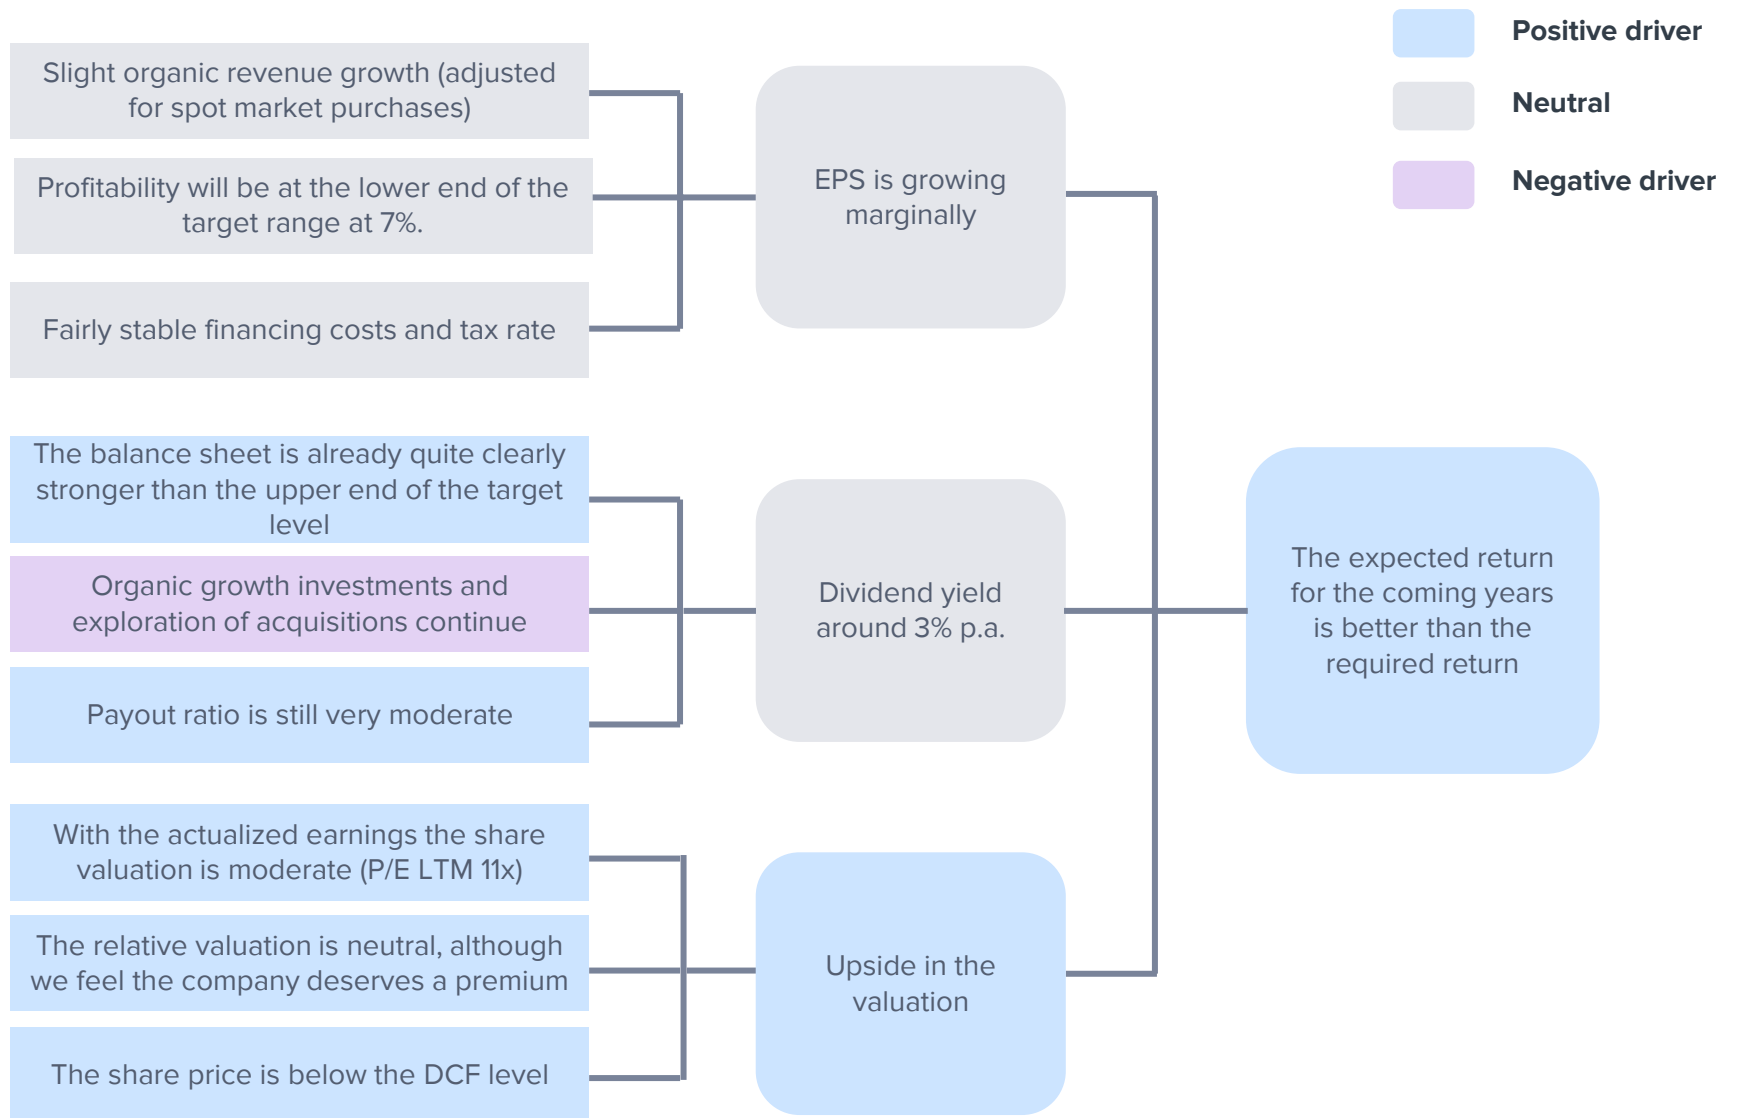 Positive driver
Neutral
Negative driver
Slight organic revenue growth (adjusted
for spot market purchases)
Profitability will be at the lower end of the
target range at 7%.
Fairly stable financing costs and tax rate
EPS is growing
marginally
The balance sheet is already quite clearly
stronger than the upper end of the target
level
Organic growth investments and
exploration of acquisitions continue
Payout ratio is still very moderate
Dividend yield
around 3% p.a.
With the actualized earnings the share
valuation is moderate (P/E LTM 11x)
The relative valuation is neutral, although
we feel the company deserves a premium
The share price is below the DCF level
Upside in the
valuation
The expected return
for the coming years
is better than the
required return